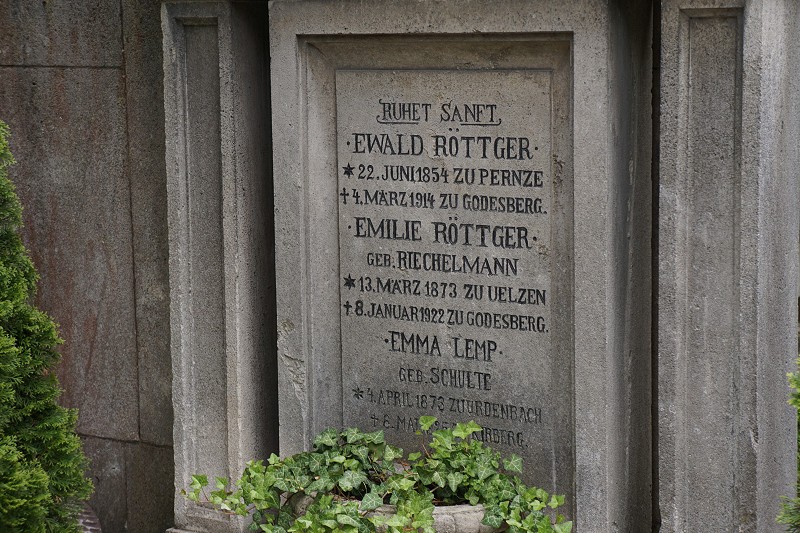 RUHET SANFT
·EWALD RÖTTGER·
*22.JUNI 1854 ZU PERNZE
†4.MÄRZ 1914 ZU GODESBERG.
·EMILIE RÖTTGER·
GEB. RIECHELMANN
*13.MÄRZ 1873 ZU UELZEN
†8.JANUAR 1922 ZU GODESBERG.
·EMMA LEMP·
GEB. SCHULTE
*4.APRIL 1873 ZU URDENBACH
†6.